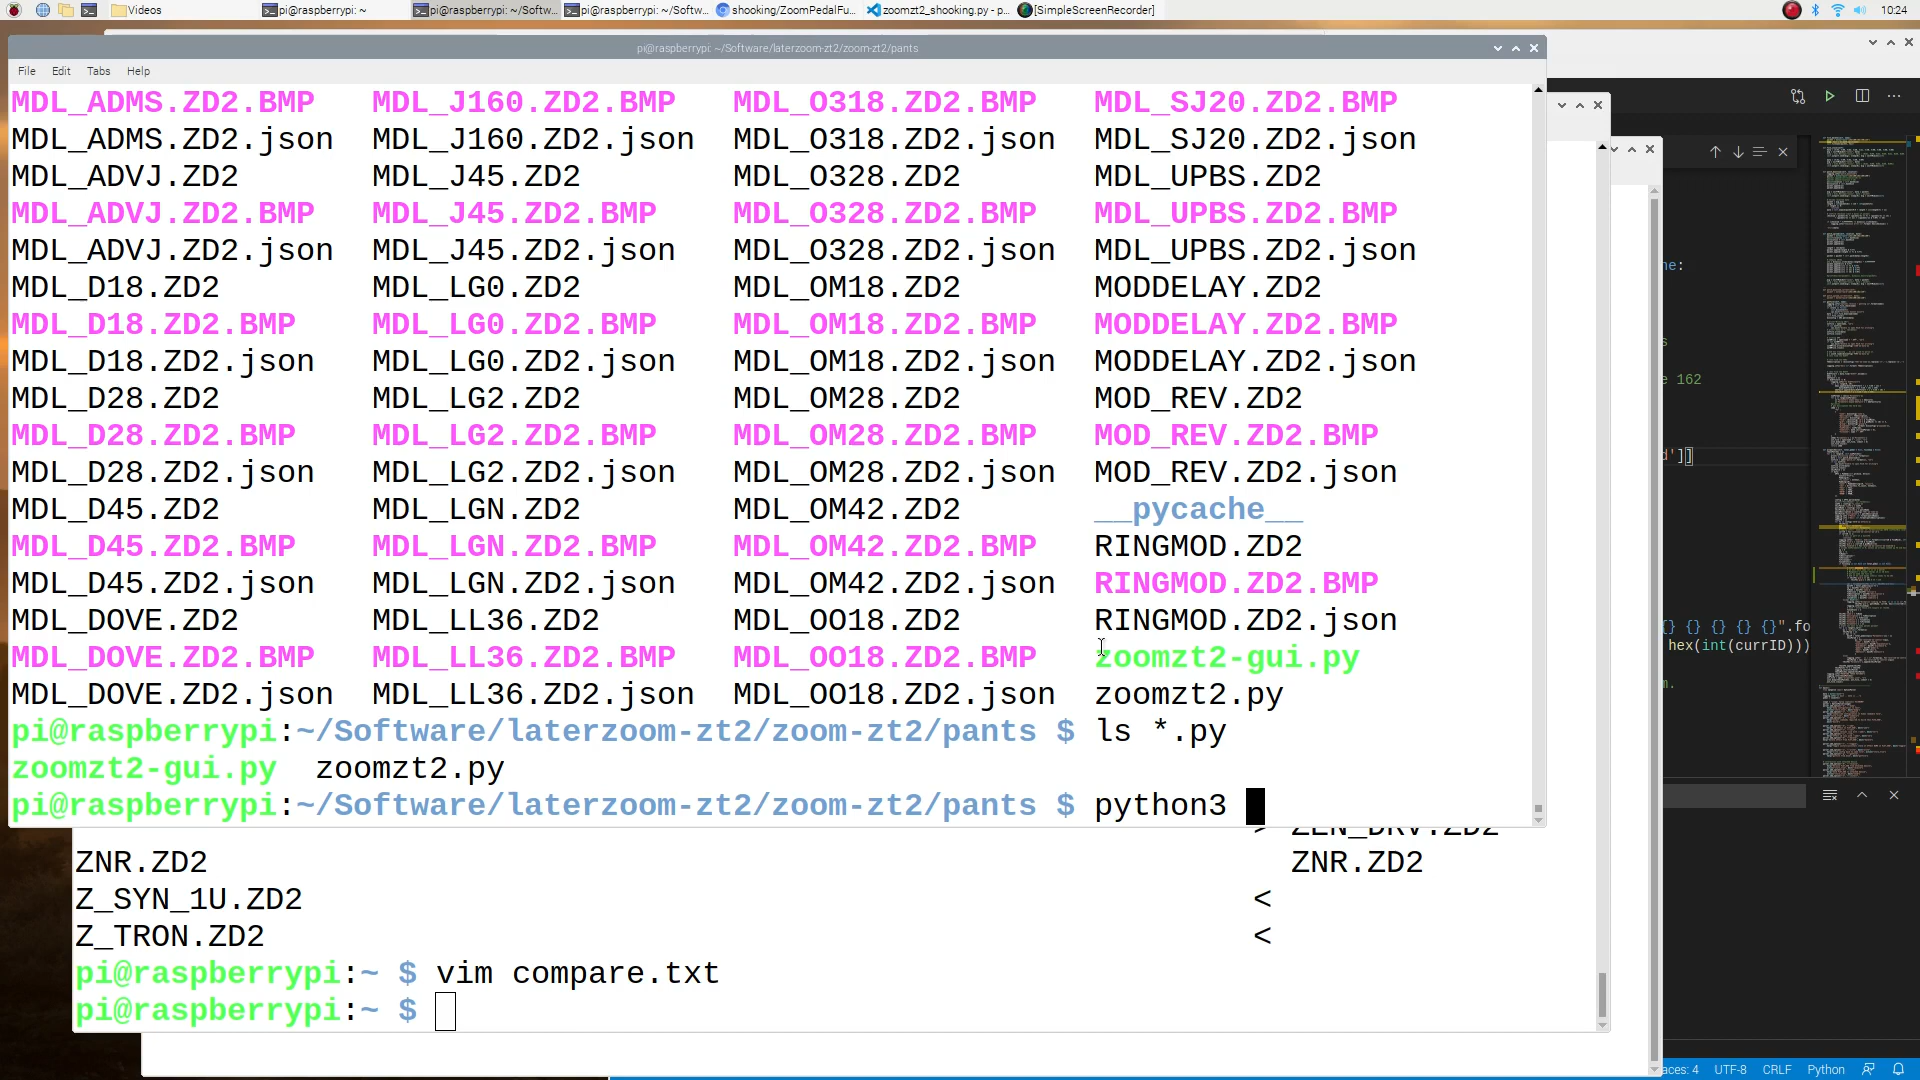 Videos
pi@raspberrypi: ~
pi@raspberrypi: ~/Softw...
pi@raspberrypi: ~/Softw...
shooking/ZoomPedalFu...
zoomzt2_shooking.py - p...
[SimpleScreenRecorder]
10:24
pi@raspberrypi: ~/Software/laterzoom-zt2/zoom-zt2/pants
File Edit Tabs Help
MDL_ADMS.ZD2.BMP MDL_J160.ZD2.BMP MDL_O318.ZD2.BMP MDL_SJ20.ZD2.BMP
MDL_ADMS.ZD2.json MDL_J160.ZD2.json MDL_O318.ZD2.json MDL_SJ20.ZD2.json
MDL_ADVJ.ZD2 MDL_J45.ZD2 MDL_O328.ZD2 MDL_UPBS.ZD2
MDL_ADVJ.ZD2.BMP MDL_J45.ZD2.BMP MDL_O328.ZD2.BMP MDL_UPBS.ZD2.BMP
MDL_ADVJ.ZD2.json MDL_J45.ZD2.json MDL_O328.ZD2.json MDL_UPBS.ZD2.json
MDL_D18.ZD2 MDL_LG0.ZD2 MDL_OM18.ZD2 MODDELAY.ZD2
MDL_D18.ZD2.BMP MDL_LG0.ZD2.BMP MDL_OM18.ZD2.BMP MODDELAY.ZD2.BMP
MDL_D18.ZD2.json MDL_LG0.ZD2.json MDL_OM18.ZD2.json MODDELAY.ZD2.json
MDL_D28.ZD2 MDL_LG2.ZD2 MDL_OM28.ZD2 MOD_REV.ZD2
MDL_D28.ZD2.BMP MDL_LG2.ZD2.BMP MDL_OM28.ZD2.BMP MOD_REV.ZD2.BMP
MDL_D28.ZD2.json MDL_LG2.ZD2.json MDL_OM28.ZD2.json MOD_REV.ZD2.json
MDL_D45.ZD2 MDL_LGN.ZD2 MDL_OM42.ZD2 __pycache__
MDL_D45.ZD2.BMP MDL_LGN.ZD2.BMP MDL_OM42.ZD2.BMP RINGMOD.ZD2
MDL_D45.ZD2.json MDL_LGN.ZD2.json MDL_OM42.ZD2.json RINGMOD.ZD2.BMP
MDL_DOVE.ZD2 MDL_LL36.ZD2 MDL_OO18.ZD2 RINGMOD.ZD2.json
MDL_DOVE.ZD2.BMP MDL_LL36.ZD2.BMP MDL_OO18.ZD2.BMP zoomzt2-gui.py
MDL_DOVE.ZD2.json MDL_LL36.ZD2.json MDL_OO18.ZD2.json zoomzt2.py
pi@raspberrypi:~/Software/laterzoom-zt2/zoom-zt2/pants $ ls *.py
zoomzt2-gui.py zoomzt2.py
pi@raspberrypi:~/Software/laterzoom-zt2/zoom-zt2/pants $ python3
> ZEN_DRV.ZD2
ZNR.ZD2 ZNR.ZD2
Z_SYN_1U.ZD2 <
Z_TRON.ZD2 <
pi@raspberrypi:~ $ vim compare.txt
pi@raspberrypi:~ $
ne:
s
e 162
d']]
{} {} {} {} {}".fo
hex(int(currID)))
m.
aces: 4 UTF-8 CRLF Python